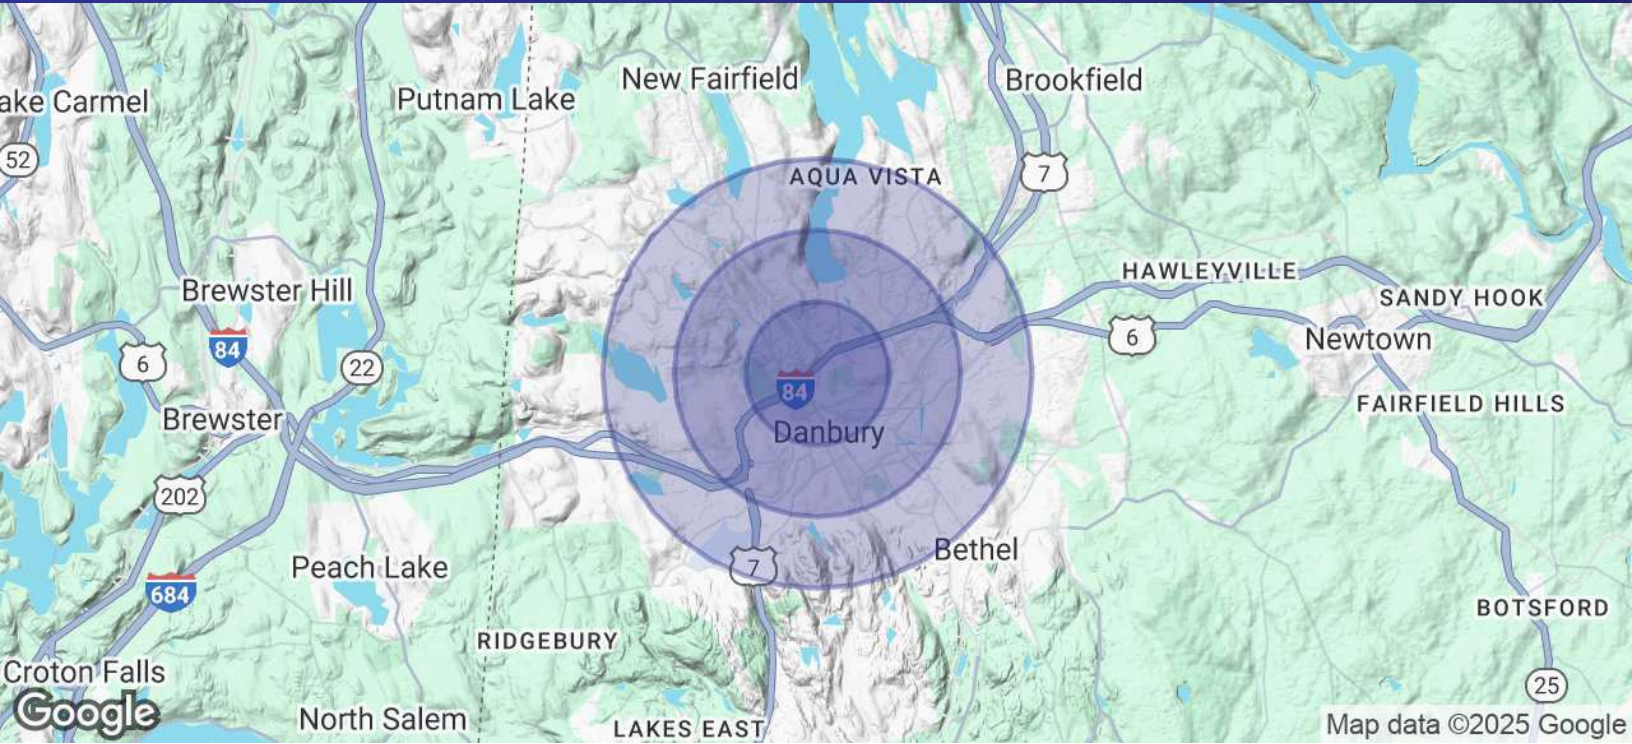 New Fairfield
Brookfield
ake Carmel
Putnam Lake
52
7
AQUA VISTA
HAWLEYVILLE
Brewster Hill
SANDY HOOK
84
6
6
Newtown
22
84
Brewster
Danbury
FAIRFIELD HILLS
202
Bethel
Peach Lake
7
684
BOTSFORD
RIDGEBURY
Croton Falls
25
Google
North Salem
LAKES EAST
Map data ©2025 Google